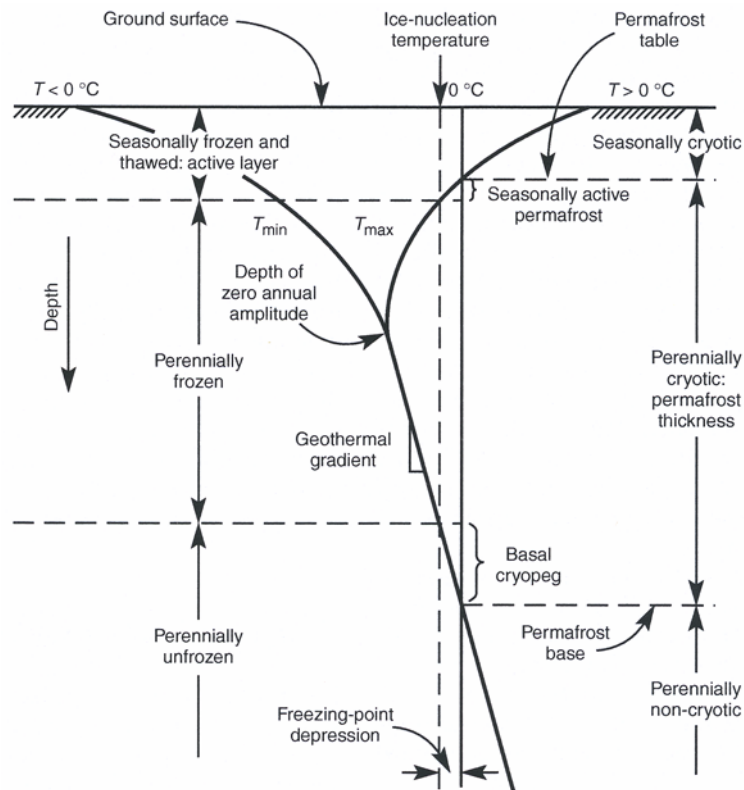 Ground surface
Ice-nucleation
temperature
Permafrost
table
T < 0 °C
0 °C
T > 0 °C
Seasonally frozen and
thawed: active layer
Seasonally cryotic
Seasonally active
permafrost
Tmin
Tmax
Depth of
zero annual
amplitude
Depth
Perennially
frozen
Perennially
cryotic:
permafrost
thickness
Geothermal
gradient
Basal
cryopeg
Perennially
unfrozen
Permafrost
base
Perennially
non-cryotic
Freezing-point
depression